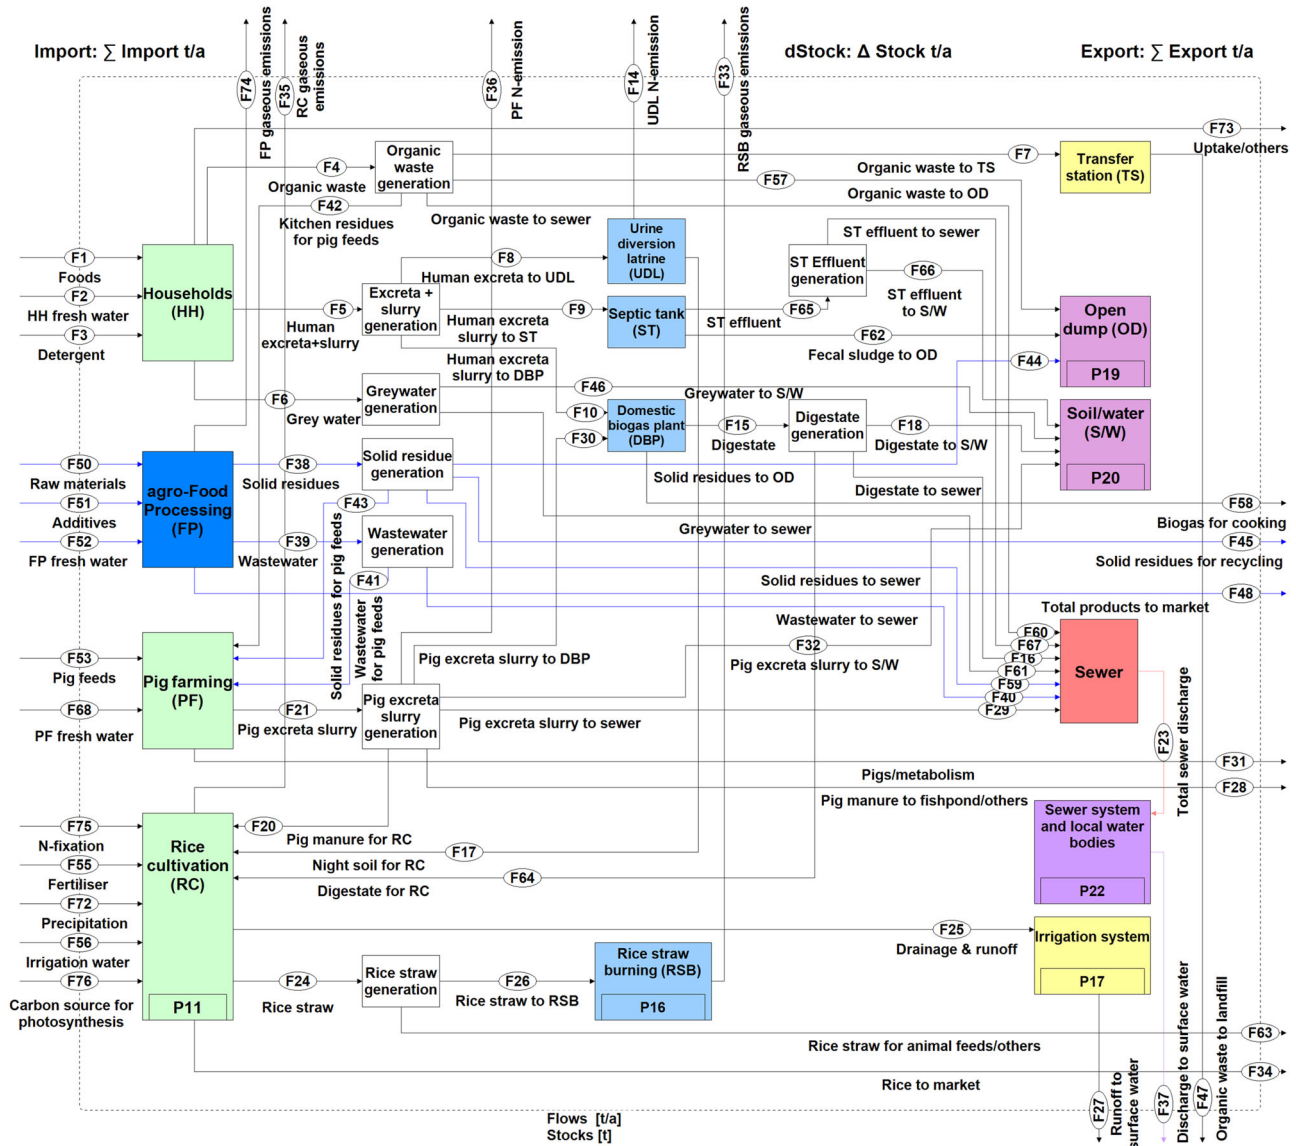 Import: ∑ Import t/a
dStock: Δ Stock t/a
Export: ∑ Export t/a
F74
FP gaseous emissions
F35
RC gaseous
emissions
F36
PF N-emission
F14
UDL N-emission
F33
RSB gaseous emissions
F73
Uptake/others
F4
Organic waste
Organic
waste
generation
F7
Organic waste to TS
Transfer
station (TS)
F57
Organic waste to OD
F42
Kitchen residues
for pig feeds
Organic waste to sewer
F1
Foods
F2
HH fresh water
F3
Detergent
Households
(HH)
F5
Human
excreta+slurry
Excreta +
slurry
generation
F8
Human excreta to UDL
Urine
diversion
latrine
(UDL)
F9
Human excreta
slurry to ST
Septic tank
(ST)
Human excreta
slurry to DBP
ST effluent to sewer
ST Effluent
generation
F66
ST effluent
to S/W
F65
ST effluent
F62
Fecal sludge to OD
Open
dump (OD)
P19
F44
F6
Grey water
Greywater
generation
F46
Greywater to S/W
F10
F30
Domestic
biogas plant
(DBP)
F15
Digestate
Digestate
generation
F18
Digestate to S/W
Soil/water
(S/W)
P20
F50
Raw materials
F51
Additives
F52
FP fresh water
agro-Food
Processing
(FP)
F38
Solid residues
Solid residue
generation
Solid residues to OD
Digestate to sewer
F43
Solid residues for pig feeds
F58
Biogas for cooking
F39
Wastewater
Wastewater
generation
Greywater to sewer
F45
Solid residues for recycling
F41
Wastewater
for pig feeds
Solid residues to sewer
F48
Total products to market
Wastewater to sewer
F53
Pig feeds
F68
PF fresh water
Pig farming
(PF)
F21
Pig excreta slurry
Pig excreta
slurry
generation
Pig excreta slurry to DBP
F32
Pig excreta slurry to S/W
Pig excreta slurry to sewer
F60
F67
F16
F61
F59
F40
F29
Sewer
F23
Total sewer discharge
F31
Pigs/metabolism
F28
Pig manure to fishpond/others
F75
N-fixation
F55
Fertiliser
F72
Precipitation
F56
Irrigation water
F76
Carbon source for
photosynthesis
Rice
cultivation
(RC)
P11
F20
Pig manure for RC
F17
Night soil for RC
F64
Digestate for RC
Sewer system
and local water
bodies
P22
F25
Drainage & runoff
Irrigation system
P17
F24
Rice straw
Rice straw
generation
F26
Rice straw to RSB
Rice straw
burning (RSB)
P16
F63
Rice straw for animal feeds/others
F34
Rice to market
F27
Runoff to
surface water
F37
Discharge to surface water
F47
Organic waste to landfill
Flows [t/a]
Stocks [t]